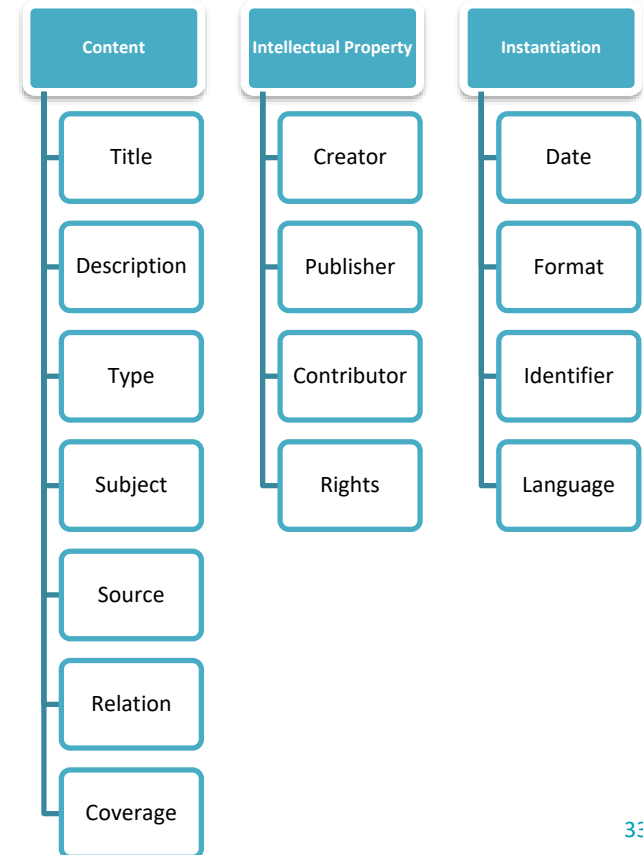 Content
Title
Description
Type
Subject
Source
Relation
Coverage
Intellectual Property
Creator
Publisher
Contributor
Rights
Instantiation
Date
Format
Identifier
Language
33